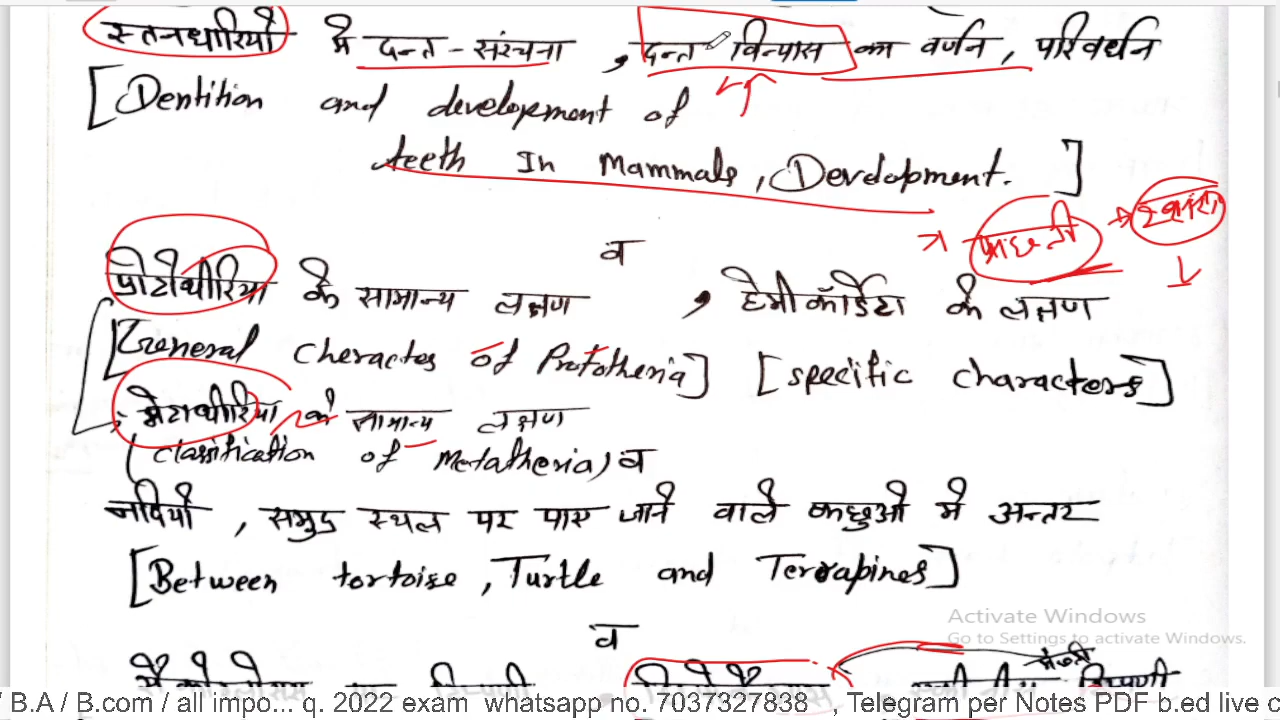 स्तनधारियों में दन्त - संरचना , दन्त विन्यास का वर्णन , परिवर्धन
[Dentition and development of
teeth In Mammals, Development. ]
व
प्रोटोथीरिया के सामान्य लक्षण , हेमीकॉर्डेटा के लक्षण
[General Charactes of Prototheria] [specific characters]
; मेटाथीरिया के सामान्य लक्षण
(classification of Metatheria) व
नदियों , समुद्र स्थल पर पाए जाने वाले कछुओ में अन्तर
[Between tortoise, Turtle and Terrapines]
व
Activate Windows
Go to Settings to activate Windows.
/ B.A / B.com / all impo... q. 2022 exam whatsapp no. 7037327838 , Telegram per Notes PDF b.ed live c